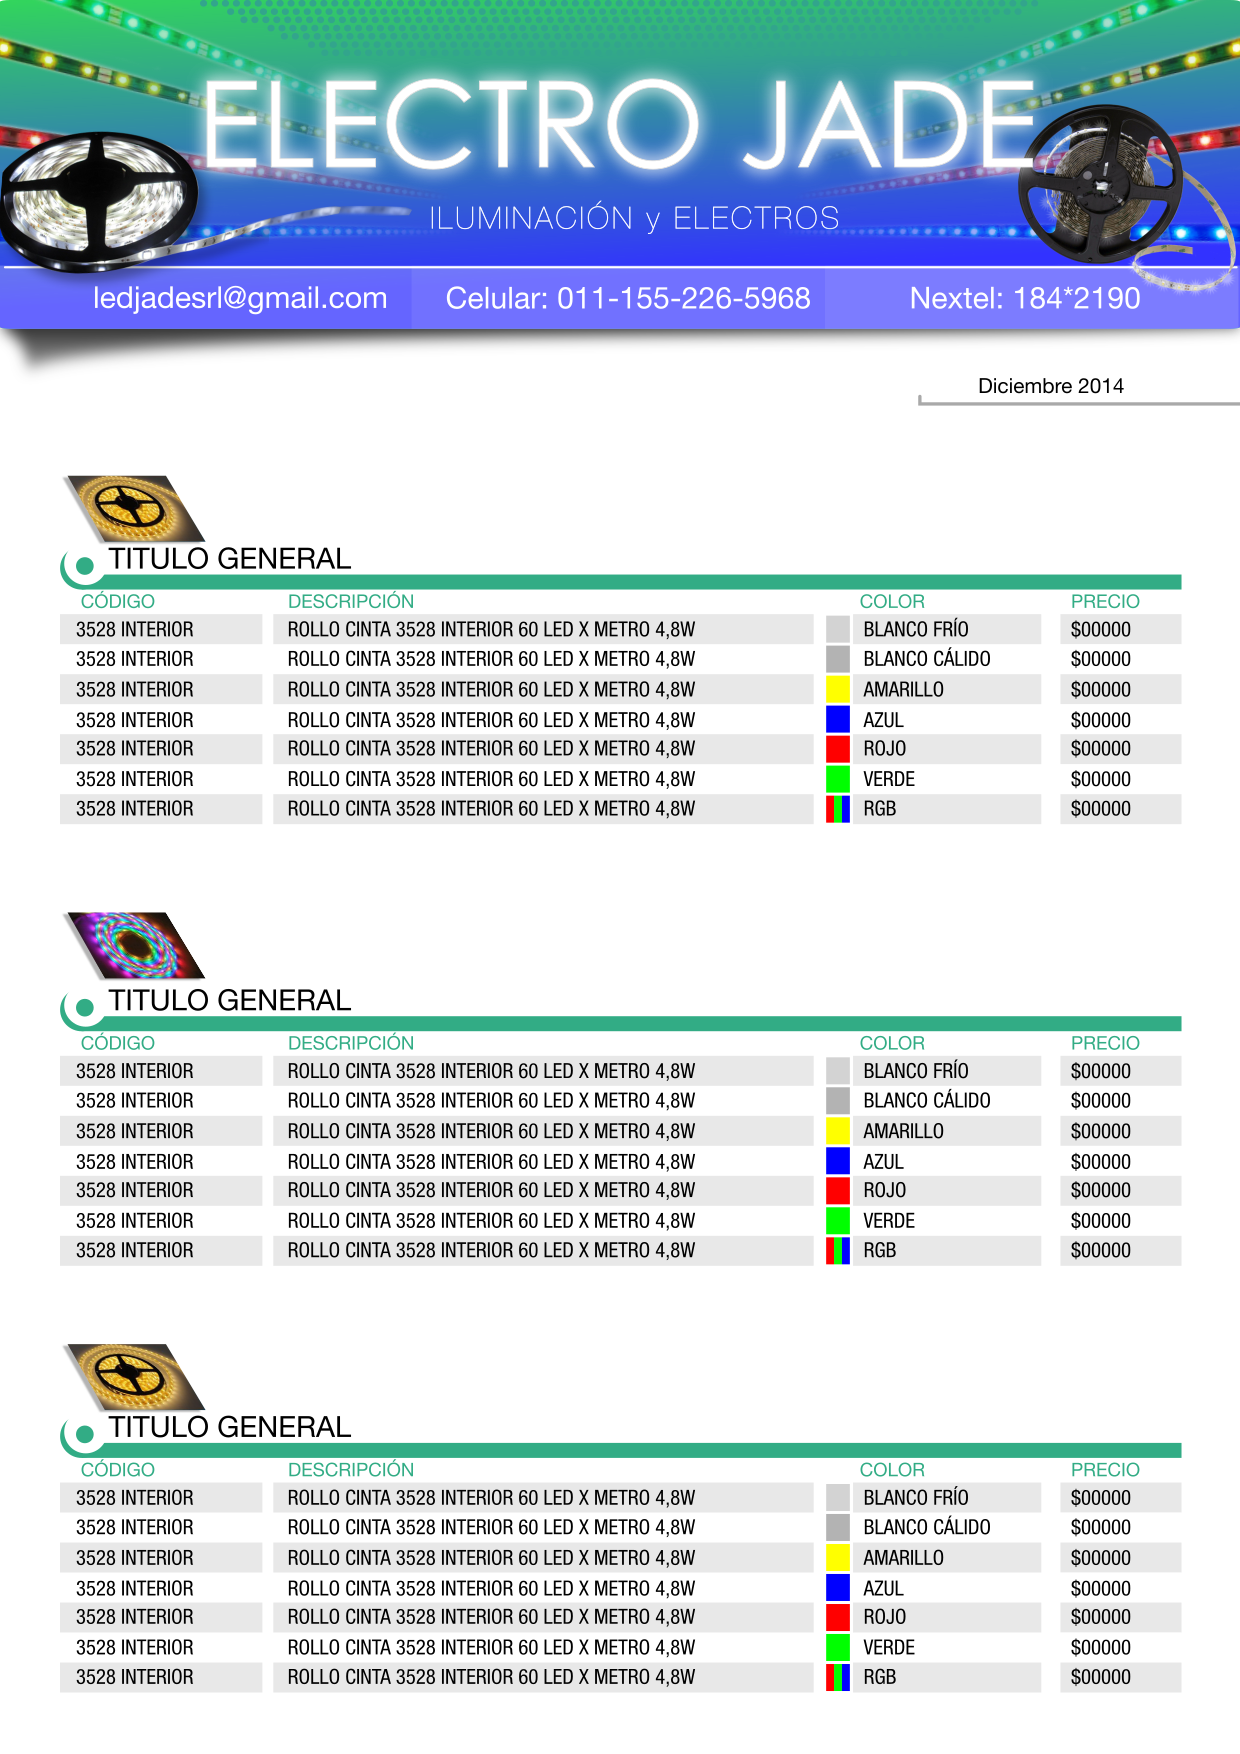 ELECTRO JADE
ILUMINACIÓN y ELECTROS
ledjadesrl@gmail.com Celular: 011-155-226-5968 Nextel: 184*2190
Diciembre 2014
TITULO GENERAL
CÓDIGO DESCRIPCIÓN COLOR PRECIO
3528 INTERIOR ROLLO CINTA 3528 INTERIOR 60 LED X METRO 4,8W BLANCO FRÍO $00000
3528 INTERIOR ROLLO CINTA 3528 INTERIOR 60 LED X METRO 4,8W BLANCO CÁLIDO $00000
3528 INTERIOR ROLLO CINTA 3528 INTERIOR 60 LED X METRO 4,8W AMARILLO $00000
3528 INTERIOR ROLLO CINTA 3528 INTERIOR 60 LED X METRO 4,8W AZUL $00000
3528 INTERIOR ROLLO CINTA 3528 INTERIOR 60 LED X METRO 4,8W ROJO $00000
3528 INTERIOR ROLLO CINTA 3528 INTERIOR 60 LED X METRO 4,8W VERDE $00000
3528 INTERIOR ROLLO CINTA 3528 INTERIOR 60 LED X METRO 4,8W RGB $00000
TITULO GENERAL
CÓDIGO DESCRIPCIÓN COLOR PRECIO
3528 INTERIOR ROLLO CINTA 3528 INTERIOR 60 LED X METRO 4,8W BLANCO FRÍO $00000
3528 INTERIOR ROLLO CINTA 3528 INTERIOR 60 LED X METRO 4,8W BLANCO CÁLIDO $00000
3528 INTERIOR ROLLO CINTA 3528 INTERIOR 60 LED X METRO 4,8W AMARILLO $00000
3528 INTERIOR ROLLO CINTA 3528 INTERIOR 60 LED X METRO 4,8W AZUL $00000
3528 INTERIOR ROLLO CINTA 3528 INTERIOR 60 LED X METRO 4,8W ROJO $00000
3528 INTERIOR ROLLO CINTA 3528 INTERIOR 60 LED X METRO 4,8W VERDE $00000
3528 INTERIOR ROLLO CINTA 3528 INTERIOR 60 LED X METRO 4,8W RGB $00000
TITULO GENERAL
CÓDIGO DESCRIPCIÓN COLOR PRECIO
3528 INTERIOR ROLLO CINTA 3528 INTERIOR 60 LED X METRO 4,8W BLANCO FRÍO $00000
3528 INTERIOR ROLLO CINTA 3528 INTERIOR 60 LED X METRO 4,8W BLANCO CÁLIDO $00000
3528 INTERIOR ROLLO CINTA 3528 INTERIOR 60 LED X METRO 4,8W AMARILLO $00000
3528 INTERIOR ROLLO CINTA 3528 INTERIOR 60 LED X METRO 4,8W AZUL $00000
3528 INTERIOR ROLLO CINTA 3528 INTERIOR 60 LED X METRO 4,8W ROJO $00000
3528 INTERIOR ROLLO CINTA 3528 INTERIOR 60 LED X METRO 4,8W VERDE $00000
3528 INTERIOR ROLLO CINTA 3528 INTERIOR 60 LED X METRO 4,8W RGB $00000